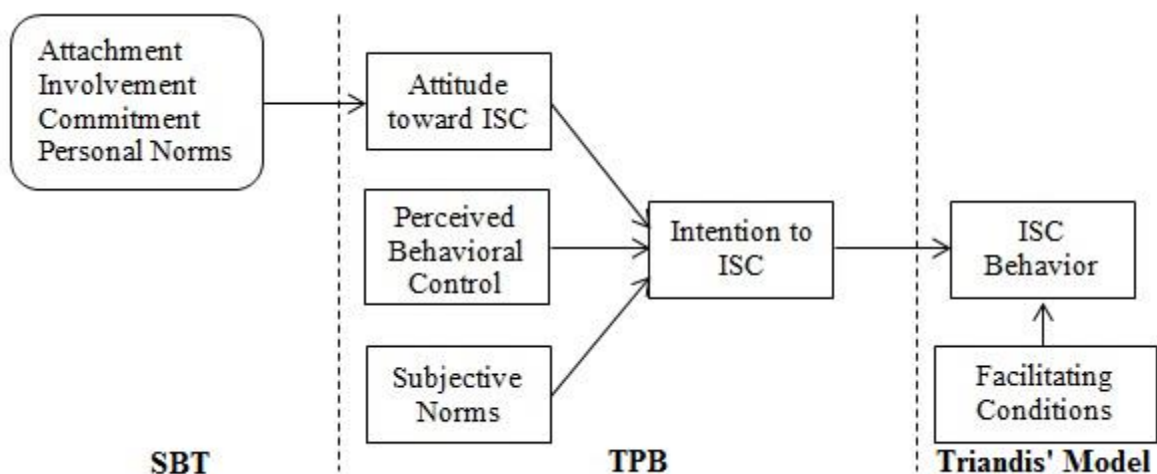 Attachment
Involvement
Commitment
Personal Norms
Attitude
toward ISC
Perceived
Behavioral
Control
Subjective
Norms
Intention to
ISC
ISC
Behavior
Facilitating
Conditions
SBT
TPB
Triandis' Model